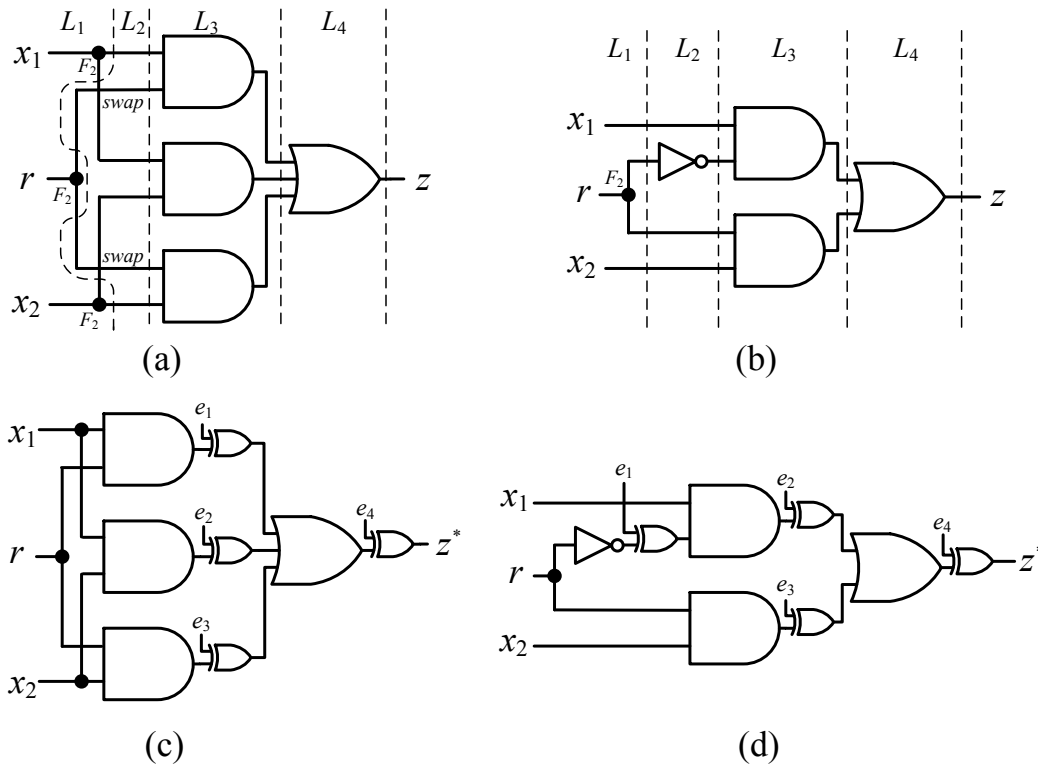 L1 L2 L3 L4
x1 F2
swap
r F2 z
swap
x2 F2
(a)
L1 L2 L3 L4
x1
r F2 z
x2
(b)
e1
x1
e2 e4
r z*
e3
x2
(c)
e1 e2
x1
e4
r z*
e3
x2
(d)